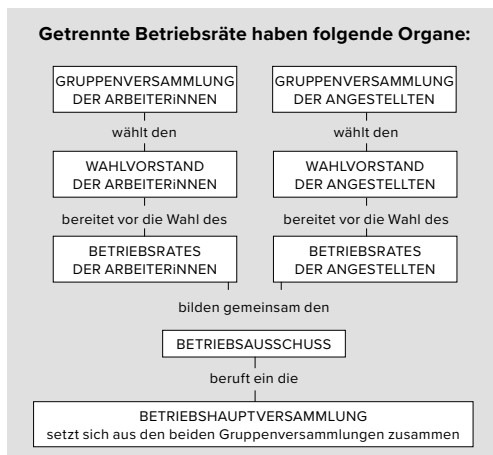 Getrennte Betriebsräte haben folgende Organe:
GRUPPENVERSAMMLUNG
DER ARBEITERiNNEN
GRUPPENVERSAMMLUNG
DER ANGESTELLTEN
wählt den
wählt den
WAHLVORSTAND
DER ARBEITERiNNEN
WAHLVORSTAND
DER ANGESTELLTEN
bereitet vor die Wahl des
bereitet vor die Wahl des
BETRIEBSRATES
DER ARBEITERiNNEN
BETRIEBSRATES
DER ANGESTELLTEN
bilden gemeinsam den
BETRIEBSAUSSCHUSS
beruft ein die
BETRIEBSHAUPTVERSAMMLUNG
setzt sich aus den beiden Gruppenversammlungen zusammen